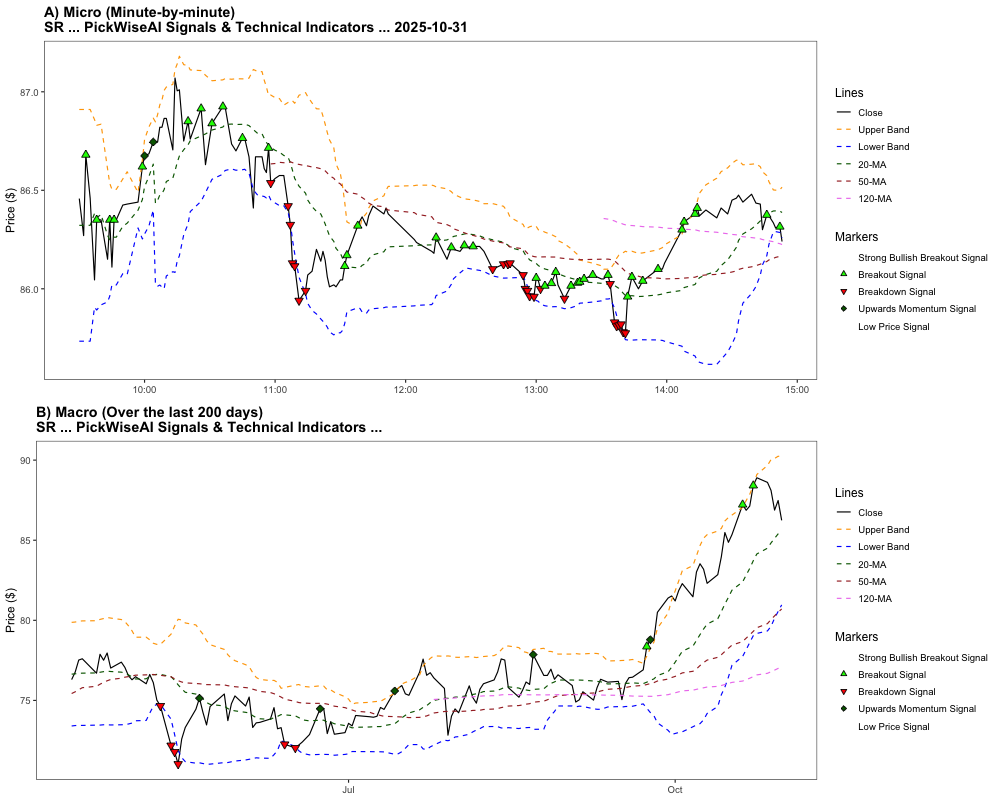 A) Micro (Minute-by-minute)
SR ... PickWiseAI Signals & Technical Indicators ... 2025-10-31
Price ($)
87.0
86.5
86.0
10:00
11:00
12:00
13:00
14:00
15:00
Lines
Close
Upper Band
Lower Band
20-MA
50-MA
120-MA
Markers
Strong Bullish Breakout Signal
Breakout Signal
Breakdown Signal
Upwards Momentum Signal
Low Price Signal
B) Macro (Over the last 200 days)
SR ... PickWiseAI Signals & Technical Indicators ...
Price ($)
90
85
80
75
Jul
Oct
Lines
Close
Upper Band
Lower Band
20-MA
50-MA
120-MA
Markers
Strong Bullish Breakout Signal
Breakout Signal
Breakdown Signal
Upwards Momentum Signal
Low Price Signal